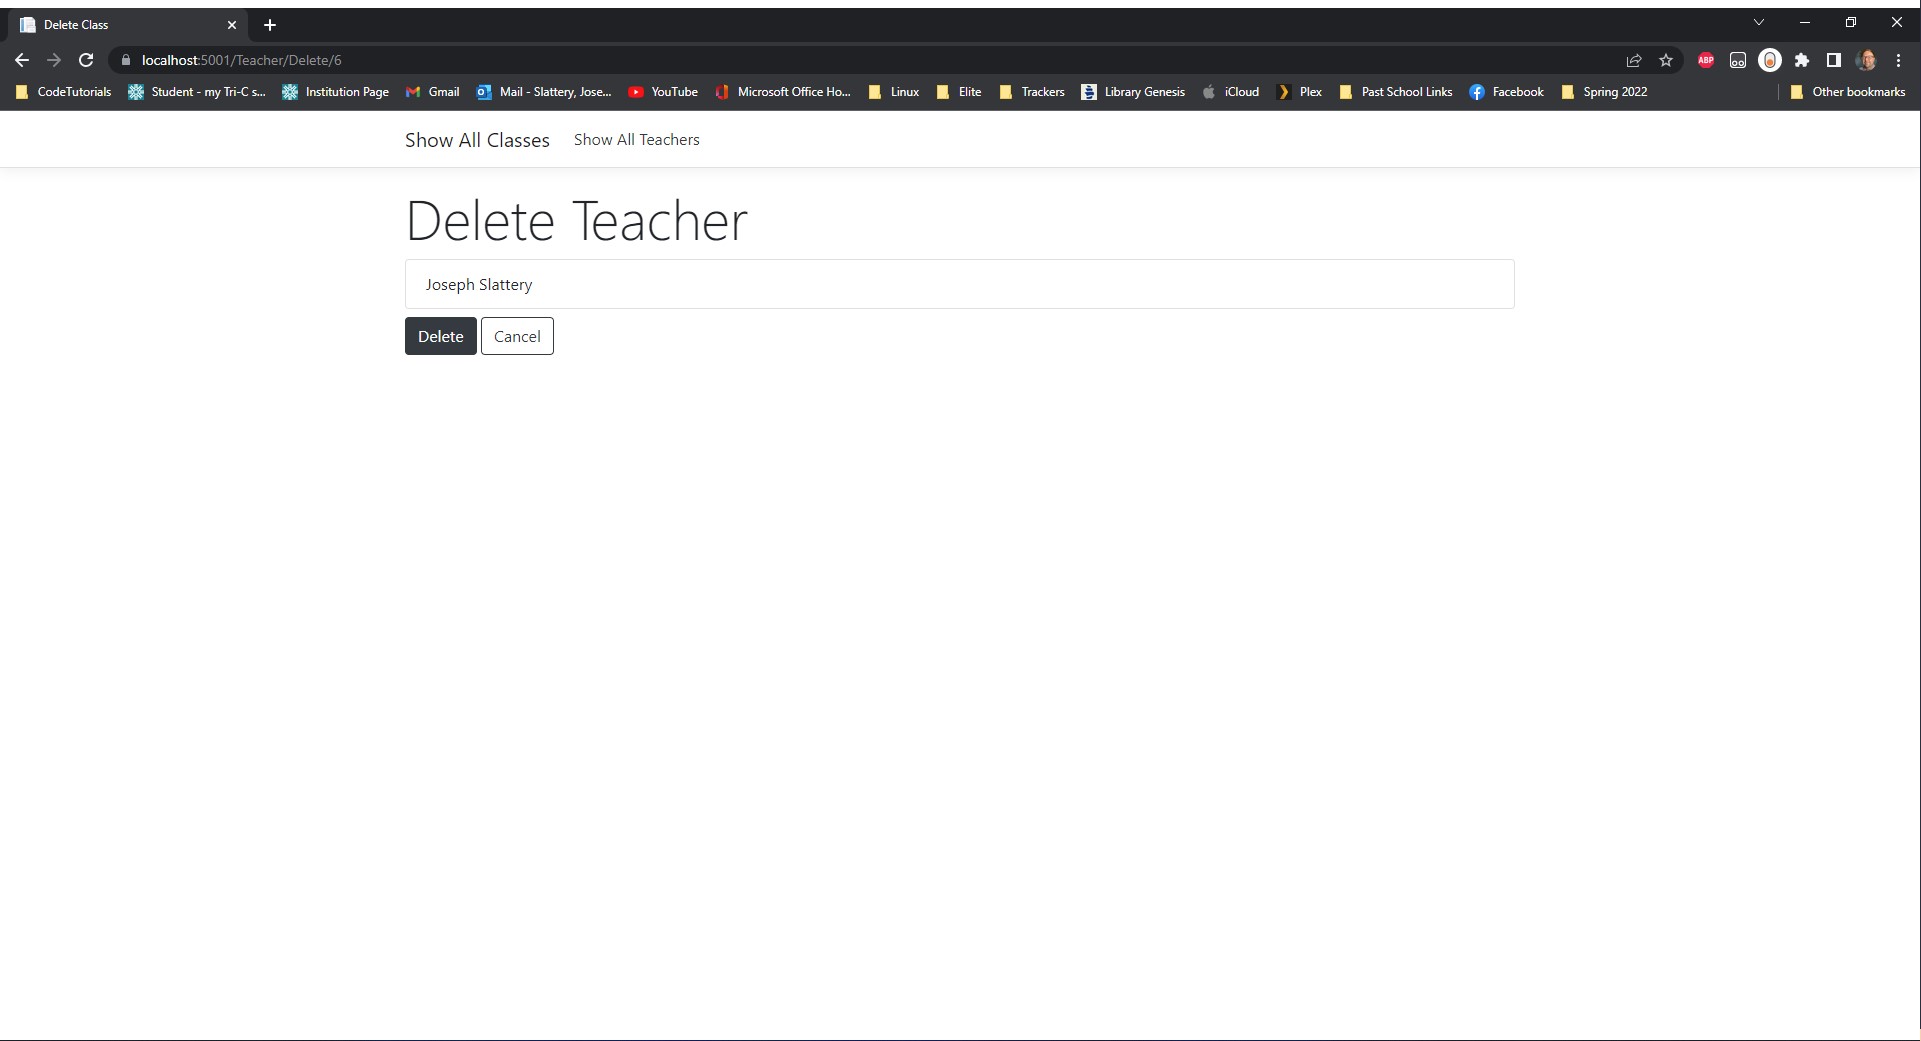 Delete Class
localhost:5001/Teacher/Delete/6
ABP
CodeTutorials Student - my Tri-C s... Institution Page Gmail Mail - Slattery, Jose... YouTube Microsoft Office Ho... Linux Elite Trackers Library Genesis iCloud Plex Past School Links Facebook Spring 2022 Other bookmarks
Show All Classes Show All Teachers
Delete Teacher
Joseph Slattery
Delete Cancel